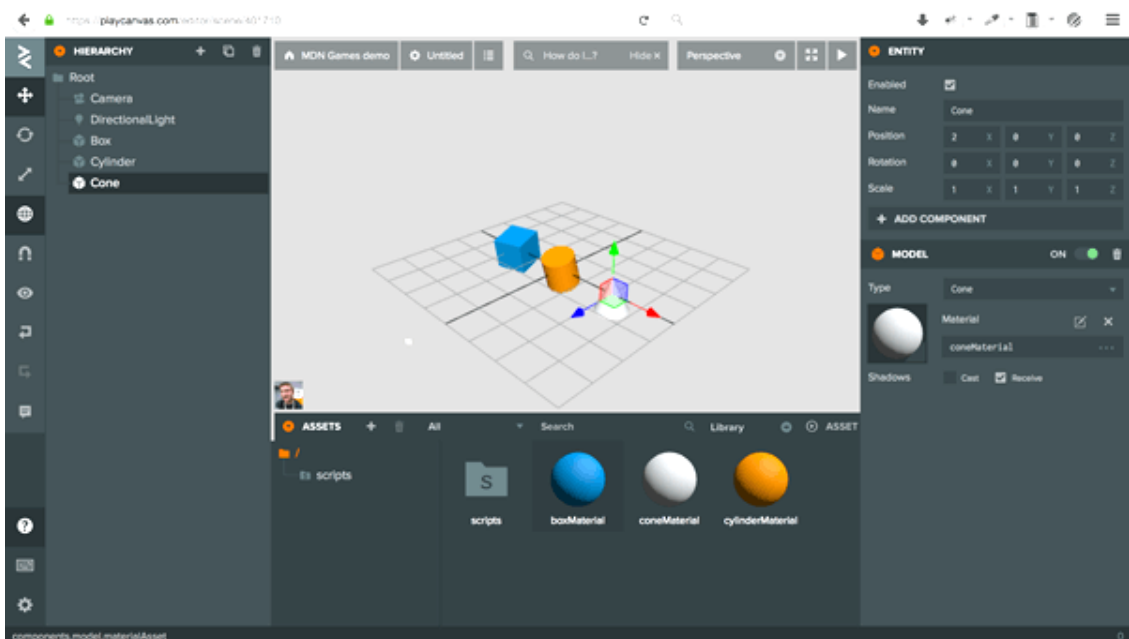 https://playcanvas.com/editor/scene/401710
HIERARCHY
Root
Camera
DirectionalLight
Box
Cylinder
Cone
MDN Games demo
Untitled
How do I...?
Hide ×
Perspective
ENTITY
Enabled
Name Cone
Position 2 X 0 Y 0 Z
Rotation 0 X 0 Y 0 Z
Scale 1 X 1 Y 1 Z
+ ADD COMPONENT
MODEL ON
Type Cone
Material
coneMaterial ...
Shadows Cast Receive
ASSETS + All Search Library ASSET
/
scripts
S
scripts boxMaterial coneMaterial cylinderMaterial
components.model.materialAsset 0